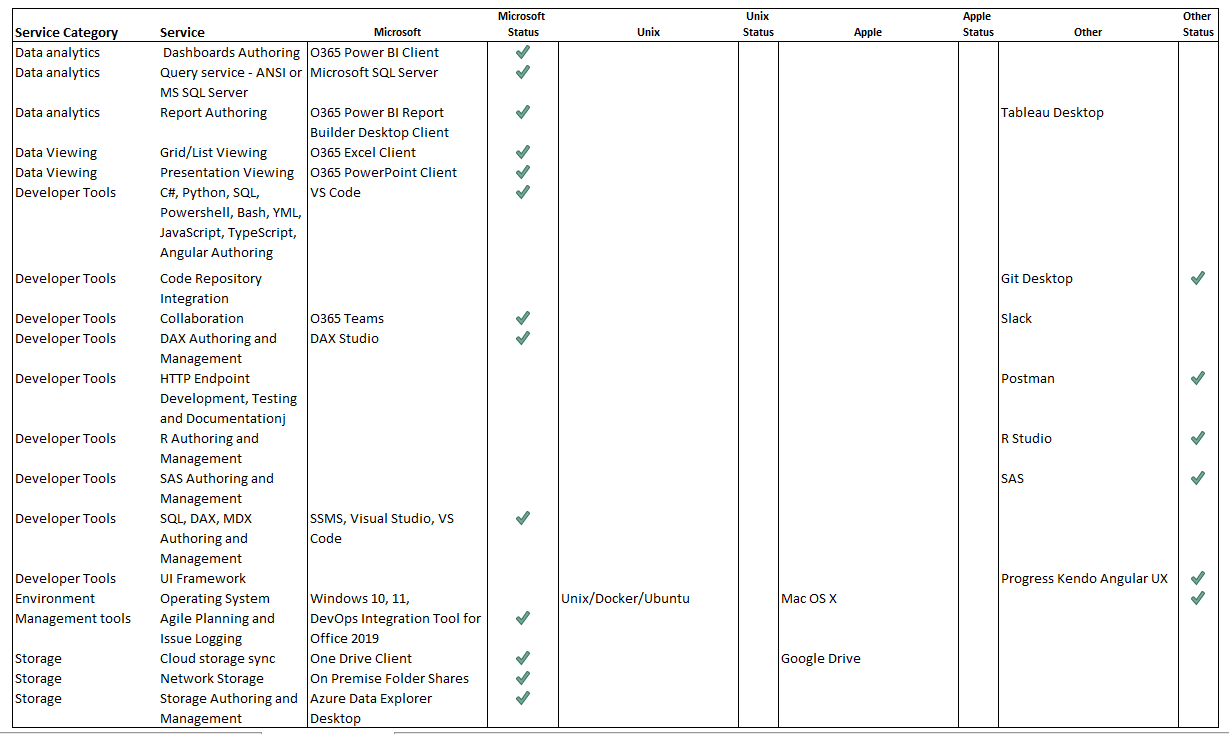 Service Category Service Microsoft Microsoft Status Unix Unix Status Apple Apple Status Other Other Status
Data analytics Dashboards Authoring O365 Power BI Client
Data analytics Query service - ANSI or Microsoft SQL Server
MS SQL Server
Data analytics Report Authoring O365 Power BI Report Tableau Desktop
Builder Desktop Client
Data Viewing Grid/List Viewing O365 Excel Client
Data Viewing Presentation Viewing O365 PowerPoint Client
Developer Tools C#, Python, SQL, VS Code
Powershell, Bash, YML,
JavaScript, TypeScript,
Angular Authoring
Developer Tools Code Repository Git Desktop
Integration
Developer Tools Collaboration O365 Teams Slack
Developer Tools DAX Authoring and DAX Studio
Management
Developer Tools HTTP Endpoint Postman
Development, Testing
and Documentationj
Developer Tools R Authoring and R Studio
Management
Developer Tools SAS Authoring and SAS
Management
Developer Tools SQL, DAX, MDX SSMS, Visual Studio, VS
Authoring and Code
Management
Developer Tools UI Framework Progress Kendo Angular UX
Environment Operating System Windows 10, 11, Unix/Docker/Ubuntu Mac OS X
Management tools Agile Planning and DevOps Integration Tool for
Issue Logging Office 2019
Storage Cloud storage sync One Drive Client Google Drive
Storage Network Storage On Premise Folder Shares
Storage Storage Authoring and Azure Data Explorer
Management Desktop